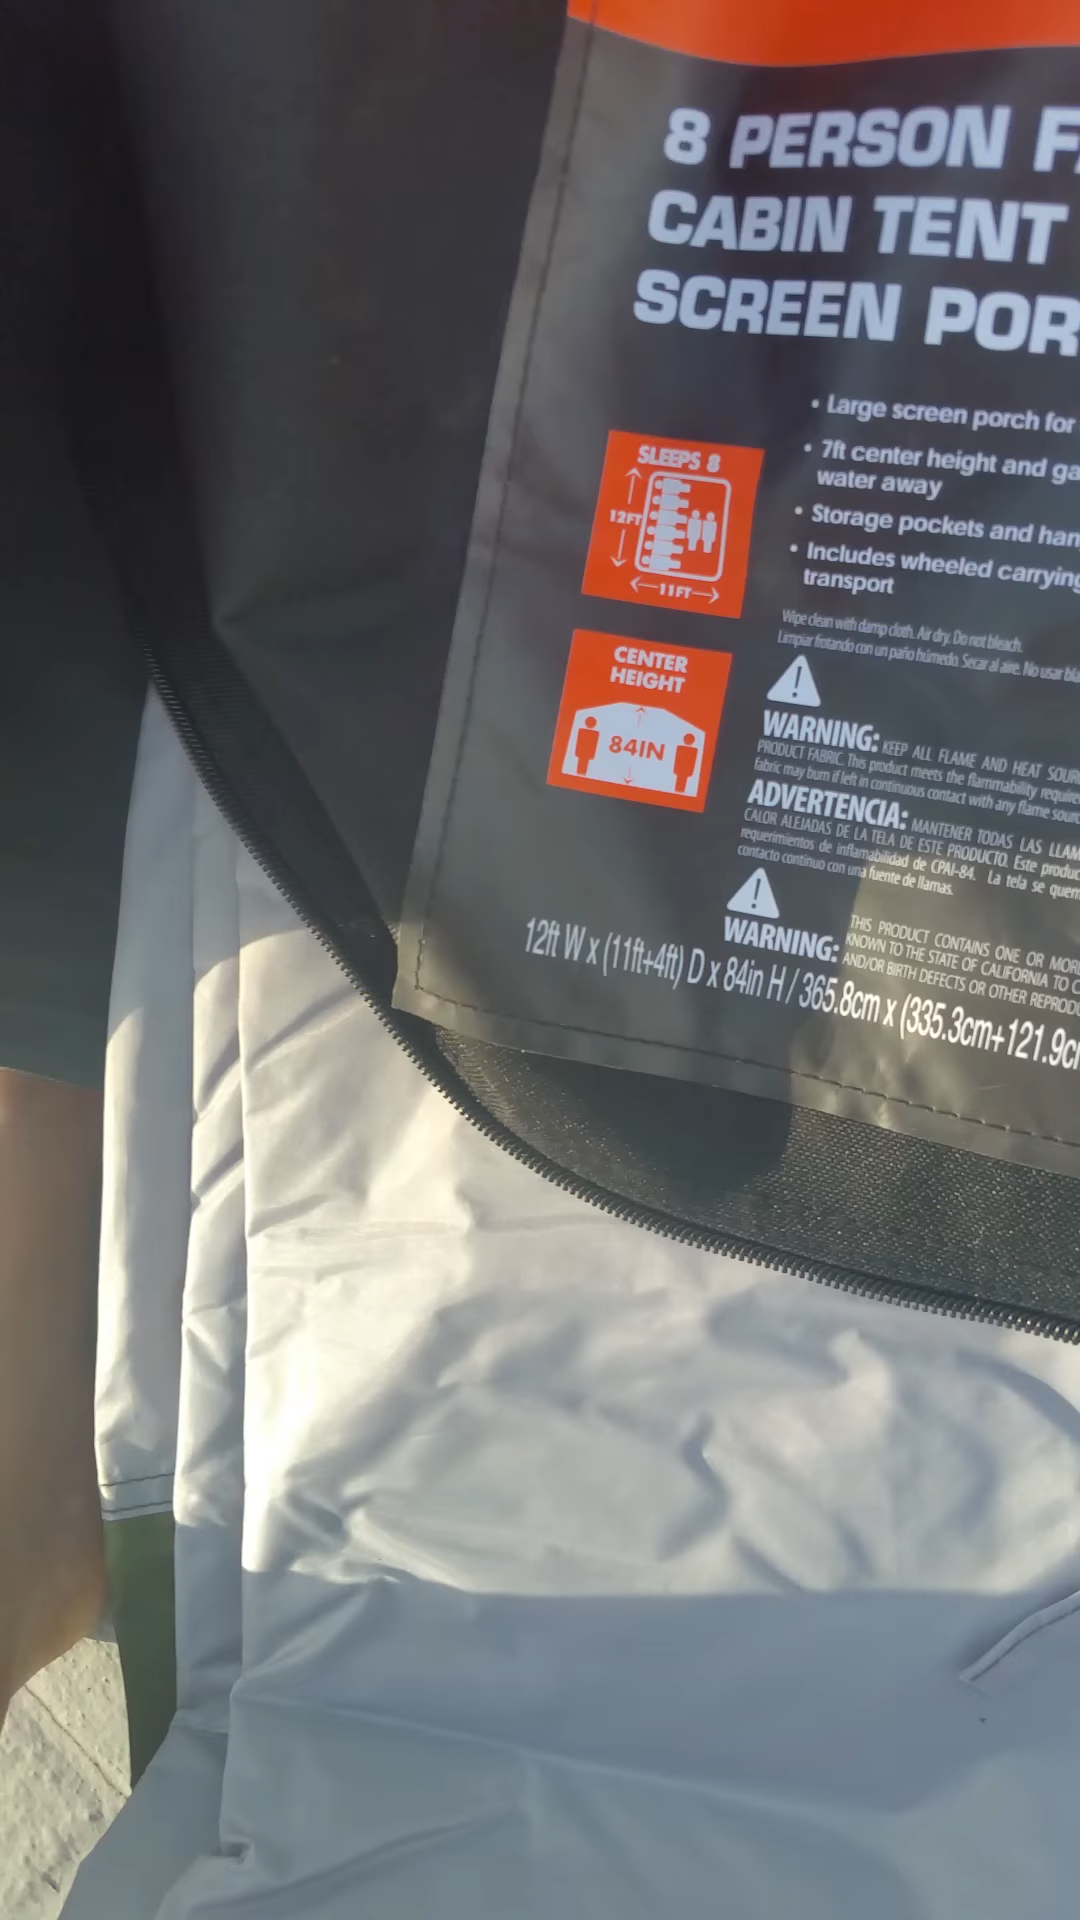 8 PERSON
CABIN TENT
SCREEN
• Large screen porch for
• 7ft center height and
water away
• Storage pockets and
• Includes wheeled
transport
SLEEPS 8
12FT
11FT
CENTER
HEIGHT
84IN
Wipe clean with damp cloth. Air dry. Do not bleach.
Limpiar frotando con un paño húmedo. Secar al aire. No usar
WARNING: KEEP ALL FLAME AND HEAT
PRODUCT FABRIC. This product meets the flammability
fabric may burn if left in continuous contact with any flame
ADVERTENCIA: MANTENER TODAS LAS
CALOR ALEJADAS DE LA TELA DE ESTE PRODUCTO. Este
requerimientos de inflamabilidad de CPAI-84. La tela se
contacto continuo con una fuente de llamas.
WARNING: THIS PRODUCT CONTAINS ONE OR
KNOWN TO THE STATE OF CALIFORNIA TO
AND/OR BIRTH DEFECTS OR OTHER
12ft W x (11ft+4ft) D x 84in H / 365.8cm x (335.3cm+121.9